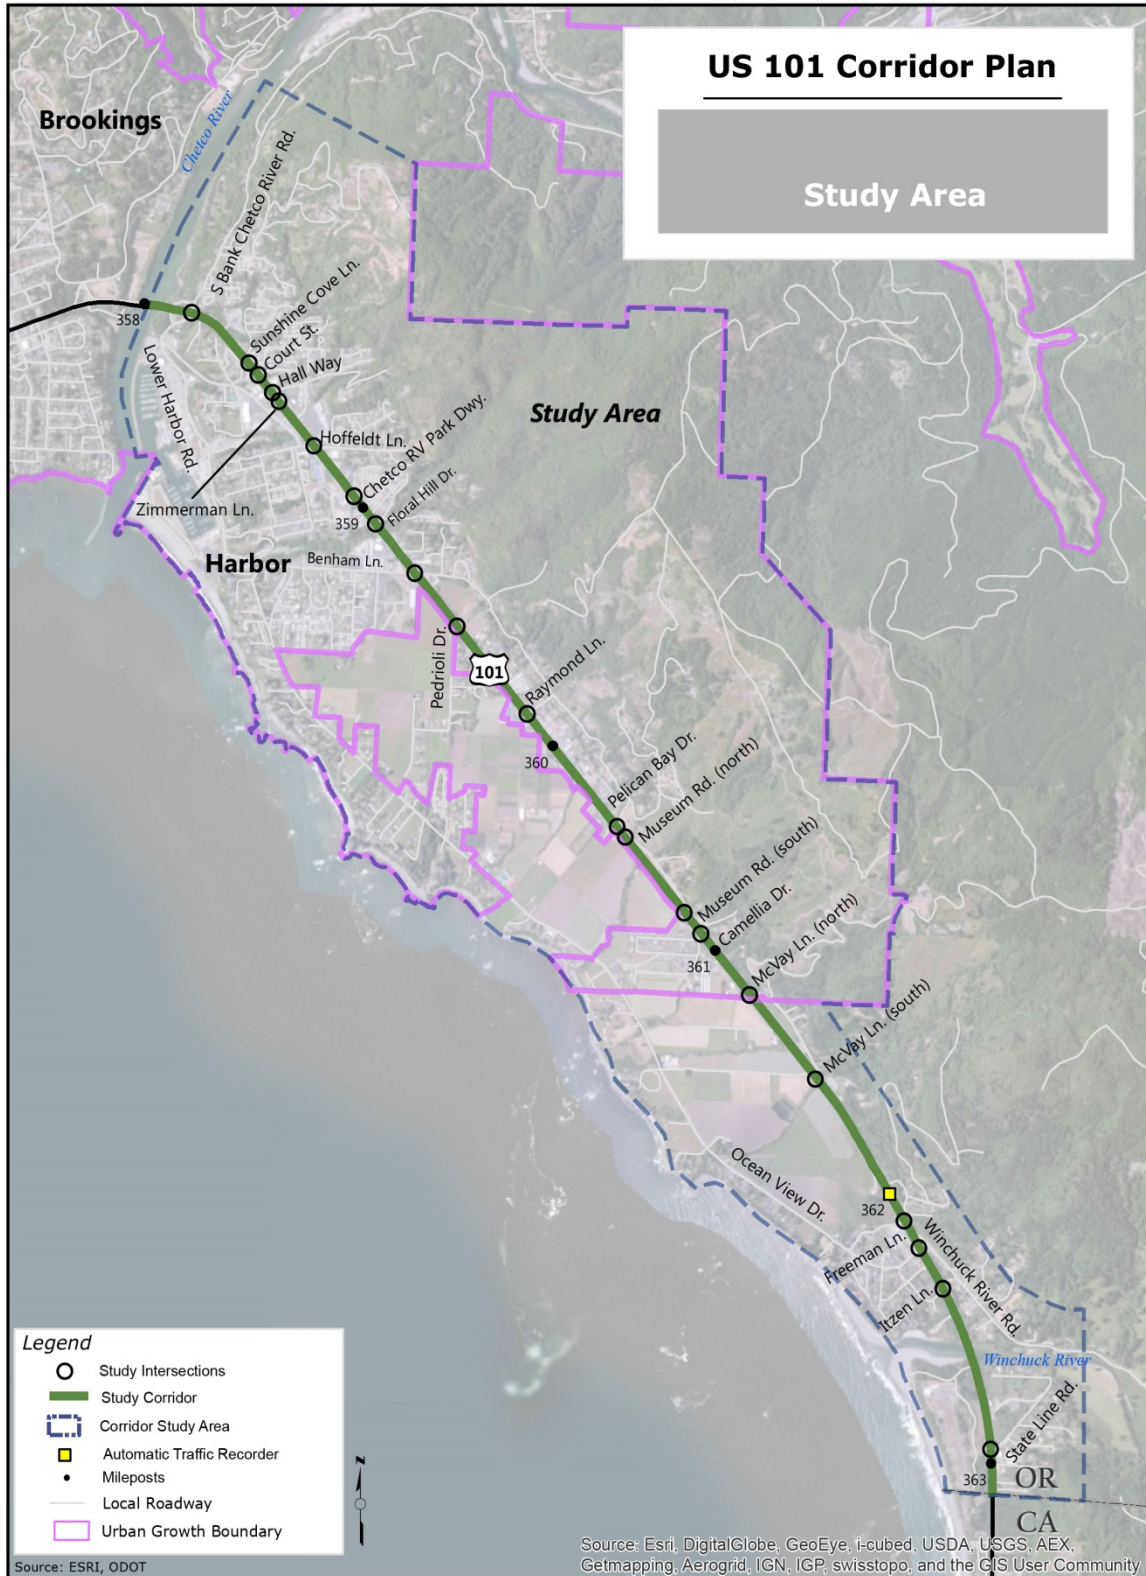 US 101 Corridor Plan
Study Area
Brookings
Chetco River
S Bank Chetco River Rd.
358
Sunshine Cove Ln.
Court St.
Hall Way
Lower Harbor Rd.
Study Area
Chetco RV Park Dwy.
Hoffeldt Ln.
Zimmerman Ln.
359
Floral Hill Dr.
Harbor
Benham Ln.
Pedrioli Dr.
101
Raymond Ln.
360
Pelican Bay Dr.
Museum Rd. (north)
Museum Rd. (south)
Camellia Dr.
361
McVay Ln. (north)
McVay Ln. (south)
Ocean View Dr.
362
Freeman Ln.
Winchuck River Rd.
Itzen Ln.
Winchuck River
State Line Rd.
363
OR
CA
Legend
Study Intersections
Study Corridor
Corridor Study Area
Automatic Traffic Recorder
Mileposts
Local Roadway
Urban Growth Boundary
N
Source: ESRI, ODOT
Source: Esri, DigitalGlobe, GeoEye, i-cubed, USDA, USGS, AEX,
Getmapping, Aerogrid, IGN, IGP, swisstopo, and the GIS User Community